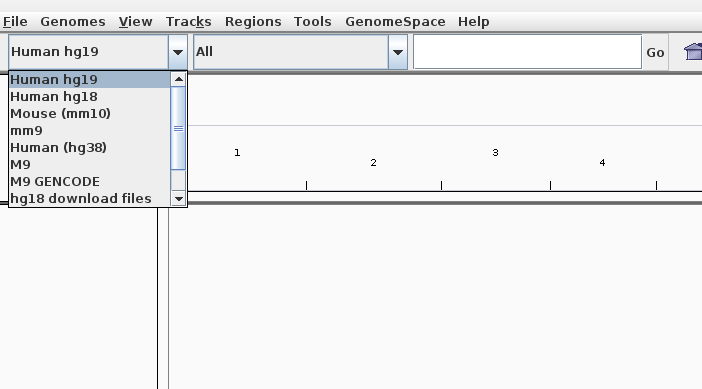 File Genomes View Tracks Regions Tools GenomeSpace Help
Human hg19 All Go
Human hg19
Human hg18
Mouse (mm10)
mm9
Human (hg38)
M9
M9 GENCODE
hg18 download files
1 2 3 4